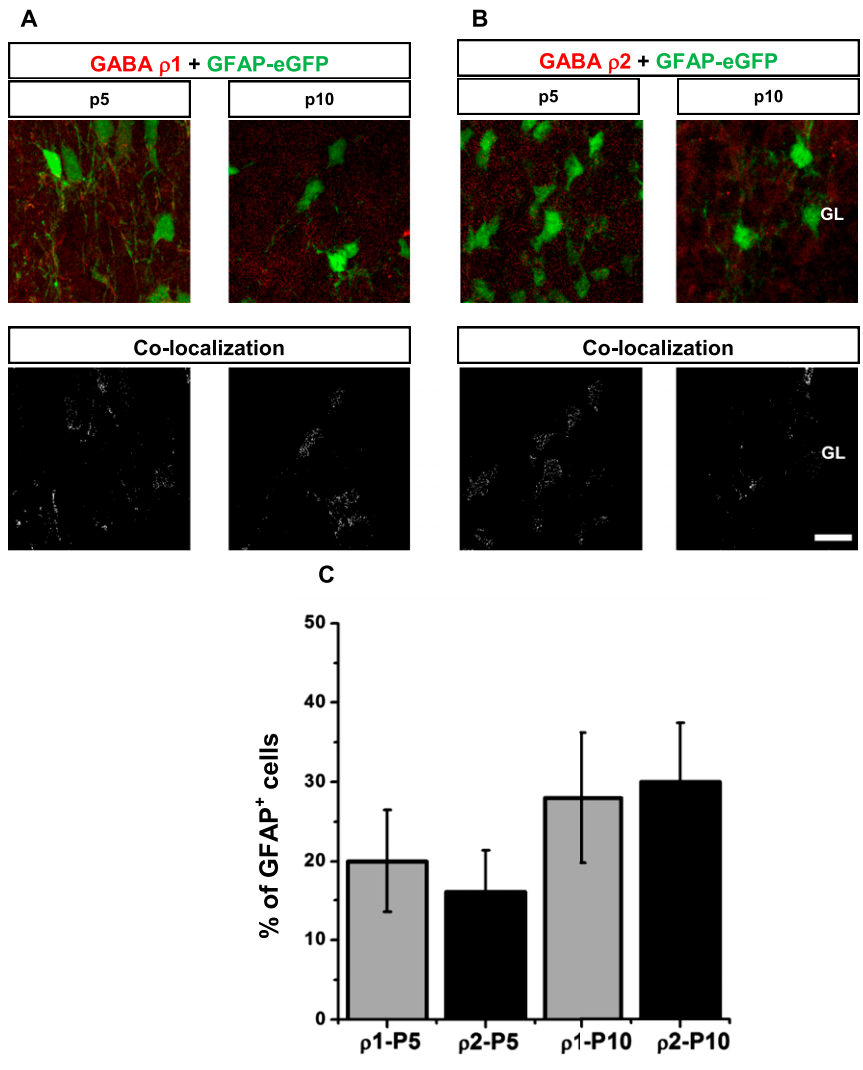 A
GABA ρ1 + GFAP-eGFP
p5
p10
Co-localization
B
GABA ρ2 + GFAP-eGFP
p5
p10
GL
Co-localization
GL
C
% of GFAP⁺ cells
50
40
30
20
10
0
ρ1-P5
ρ2-P5
ρ1-P10
ρ2-P10